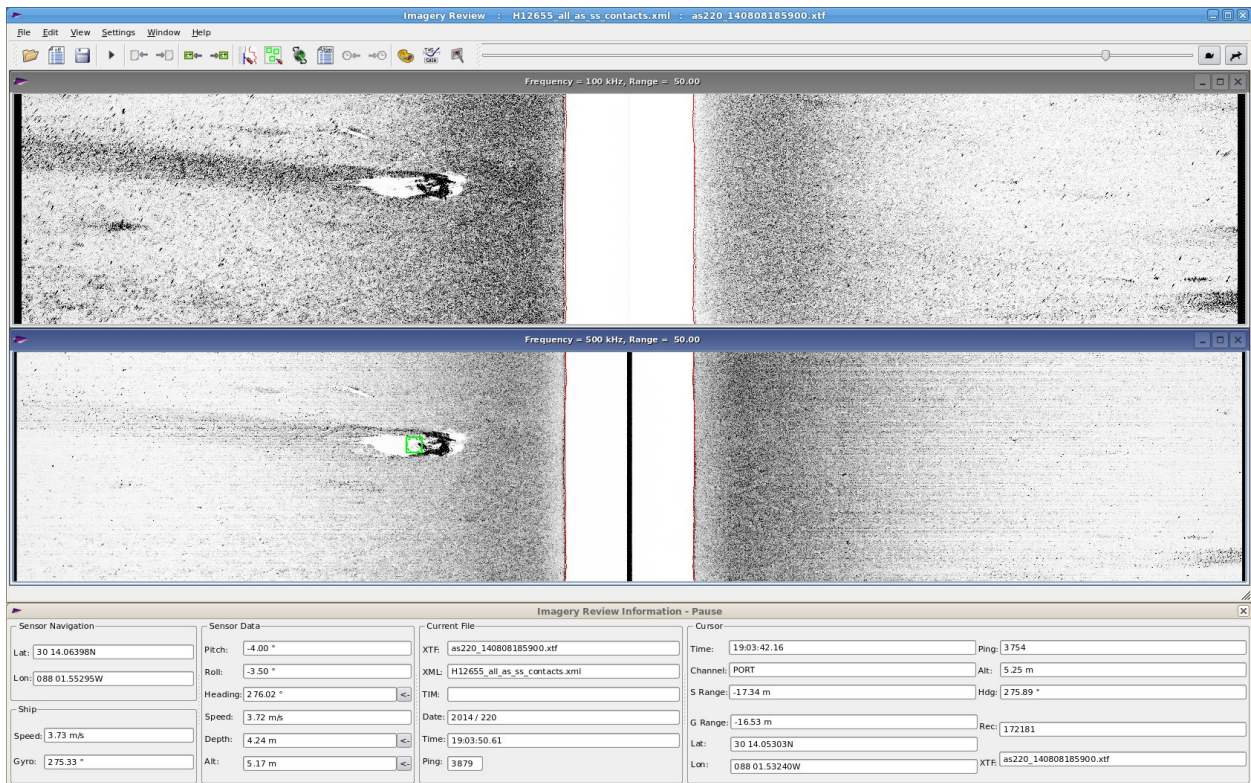 Imagery Review : H12655_all_as_ss_contacts.xml : as220_140808185900.xtf
File Edit View Settings Window Help
Frequency = 100 kHz, Range = 50.00
Frequency = 500 kHz, Range = 50.00
Imagery Review Information - Pause
Sensor Navigation
Lat: 30 14.06398N
Lon: 088 01.55295W
Ship
Speed: 3.73 m/s
Gyro: 275.33 °
Sensor Data
Pitch: -4.00 °
Roll: -3.50 °
Heading: 276.02 ° <-
Speed: 3.72 m/s
Depth: 4.24 m <-
Alt: 5.17 m <-
Current File
XTF: as220_140808185900.xtf
XML: H12655_all_as_ss_contacts.xml
TIM:
Date: 2014 / 220
Time: 19:03:50.61
Ping: 3879
Cursor
Time: 19:03:42.16 Ping: 3754
Channel: PORT Alt: 5.25 m
S Range: -17.34 m Hdg: 275.89 °
G Range: -16.53 m Rec: 172181
Lat: 30 14.05303N
Lon: 088 01.53240W XTF: as220_140808185900.xtf